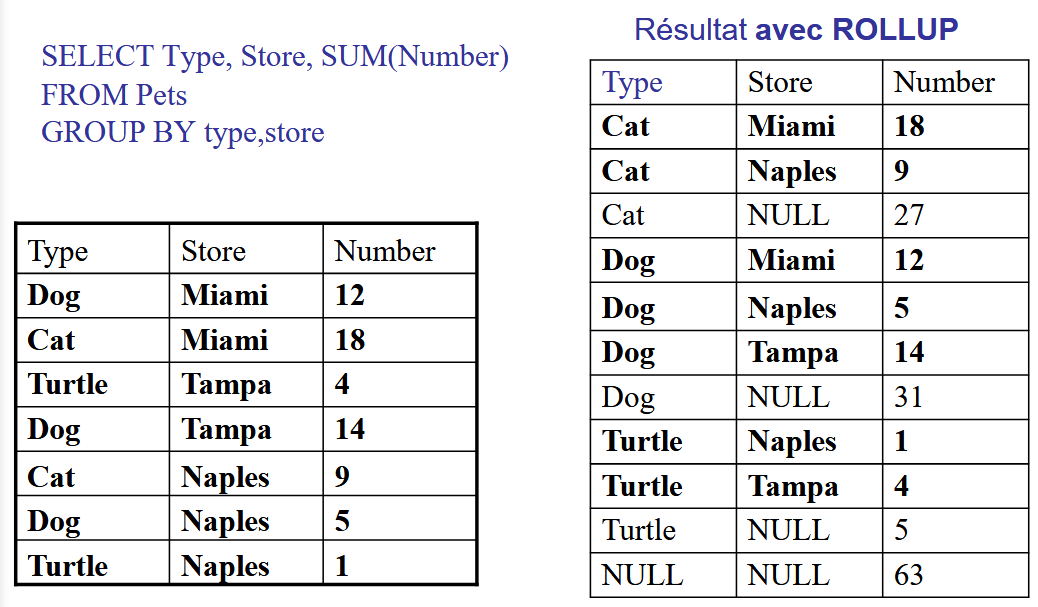 SELECT Type, Store, SUM(Number)
FROM Pets
GROUP BY type,store
Type Store Number
Dog Miami 12
Cat Miami 18
Turtle Tampa 4
Dog Tampa 14
Cat Naples 9
Dog Naples 5
Turtle Naples 1
Résultat avec ROLLUP
Type Store Number
Cat Miami 18
Cat Naples 9
Cat NULL 27
Dog Miami 12
Dog Naples 5
Dog Tampa 14
Dog NULL 31
Turtle Naples 1
Turtle Tampa 4
Turtle NULL 5
NULL NULL 63